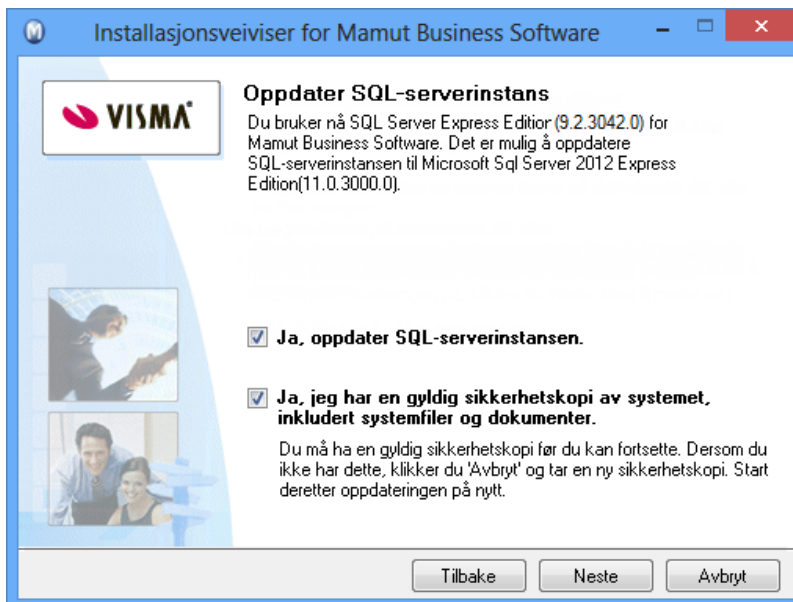 Installasjonsveiviser for Mamut Business Software
VISMA
Oppdater SQL-serverinstans
Du bruker nå SQL Server Express Editior (9.2.3042.0) for
Mamut Business Software. Det er mulig å oppdatere
SQL-serverinstansen til Microsoft Sql Server 2012 Express
Edition(11.0.3000.0).
Ja, oppdater SQL-serverinstansen.
Ja, jeg har en gyldig sikkerhetskopi av systemet,
inkludert systemfiler og dokumenter.
Du må ha en gyldig sikkerhetskopi før du kan fortsette. Dersom du
ikke har dette, klikker du 'Avbryt' og tar en ny sikkerhetskopi. Start
deretter oppdateringen på nytt.
Tilbake
Neste
Avbryt